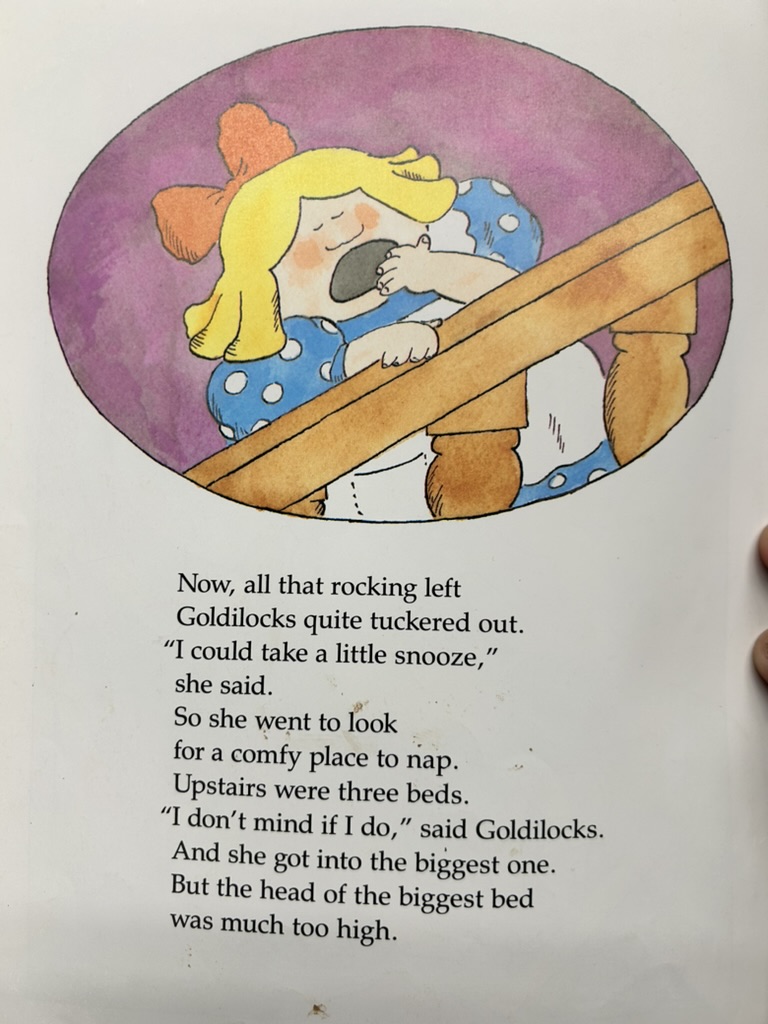 Now, all that rocking left
Goldilocks quite tuckered out.
“I could take a little snooze,”
she said.
So she went to look
for a comfy place to nap.
Upstairs were three beds.
“I don’t mind if I do,” said Goldilocks.
And she got into the biggest one.
But the head of the biggest bed
was much too high.